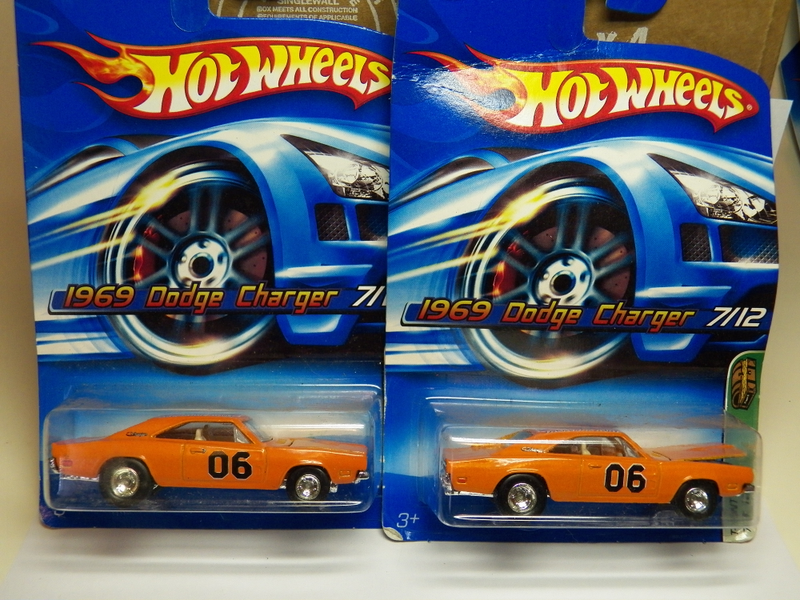 SINGLEWALL
BOX MEETS ALL CONSTRUCTION
REQUIREMENTS OF APPLICABLE
HOT WHEELS
1969 Dodge Charger 7/1
06
HOT WHEELS®
1969 Dodge Charger 7/12
06
3+